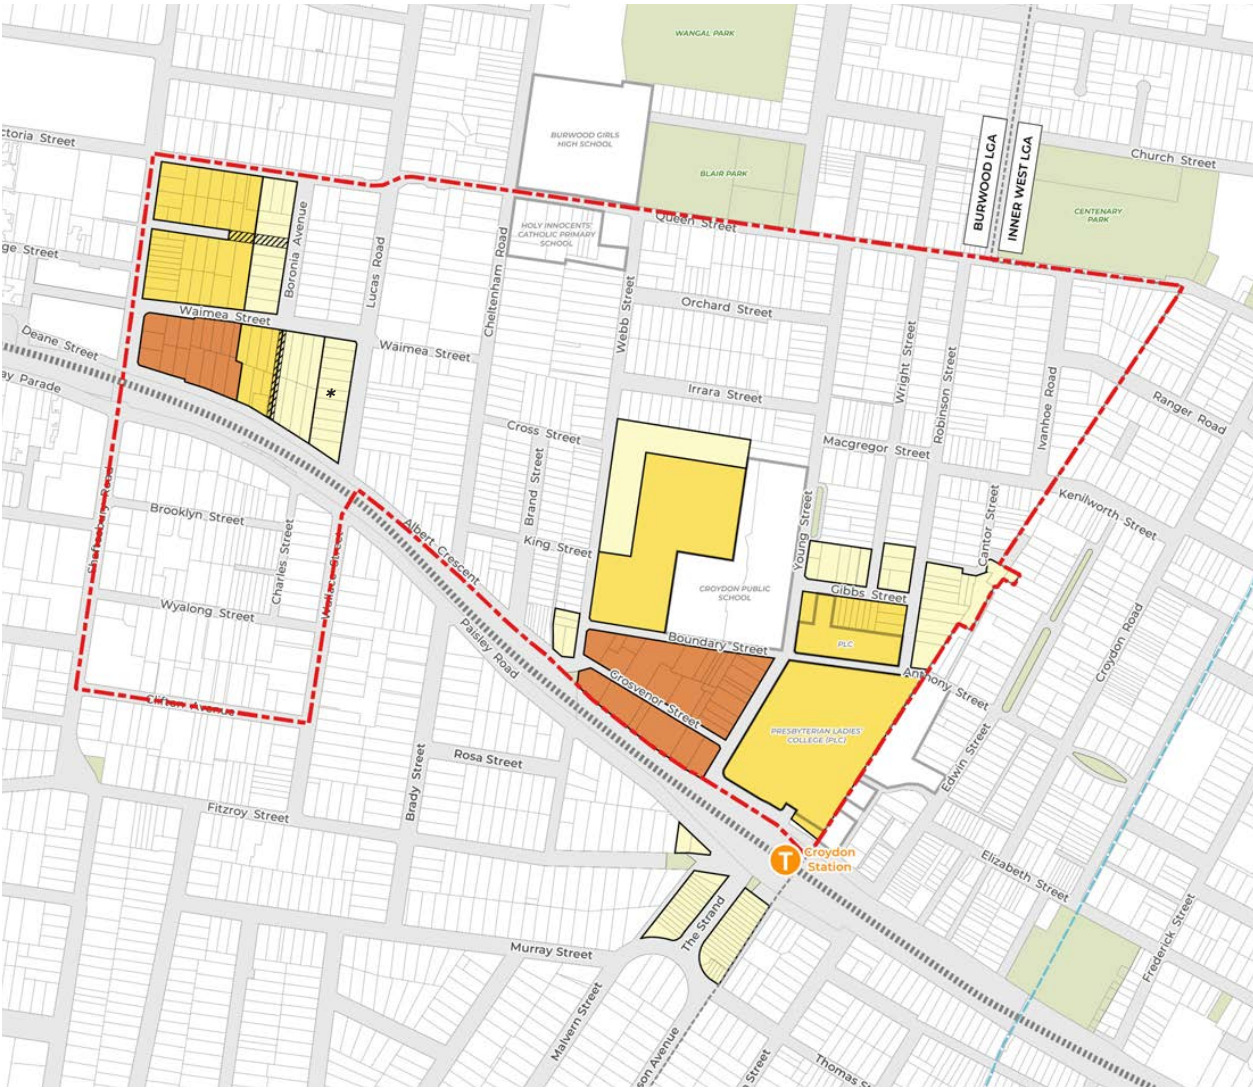 WANGAL PARK
ctoria Street
BURWOOD GIRLS
HIGH SCHOOL
BLAIR PARK
BURWOOD LGA
INNER WEST LGA
Church Street
CENTENARY
PARK
Queen Street
HOLY INNOCENTS'
CATHOLIC PRIMARY
SCHOOL
ge Street
Boronia Avenue
Lucas Road
Cheltenham Road
Webb Street
Orchard Street
Waimea Street
Deane Street
Waimea Street
ay Parade
*
Irrara Street
Wright Street
Robinson Street
Ivanhoe Road
Ranger Road
Cross Street
Macgregor Street
Brand Street
Kenilworth Street
Shaftesbury Road
Brooklyn Street
Charles Street
Wallace Street
Albert Crescent
King Street
Young Street
Cantor Street
CROYDON PUBLIC
SCHOOL
Gibbs Street
Wyalong Street
Paisley Road
Boundary Street
PLC
Croydon Road
Anthony Street
Grosvenor Street
Clifton Avenue
PRESBYTERIAN LADIES'
COLLEGE (PLC)
Edwin Street
Rosa Street
Brady Street
Fitzroy Street
T
Croydon
Station
Elizabeth Street
The Strand
Frederick Street
Murray Street
Malvern Street
son Avenue
Street
Thomas St